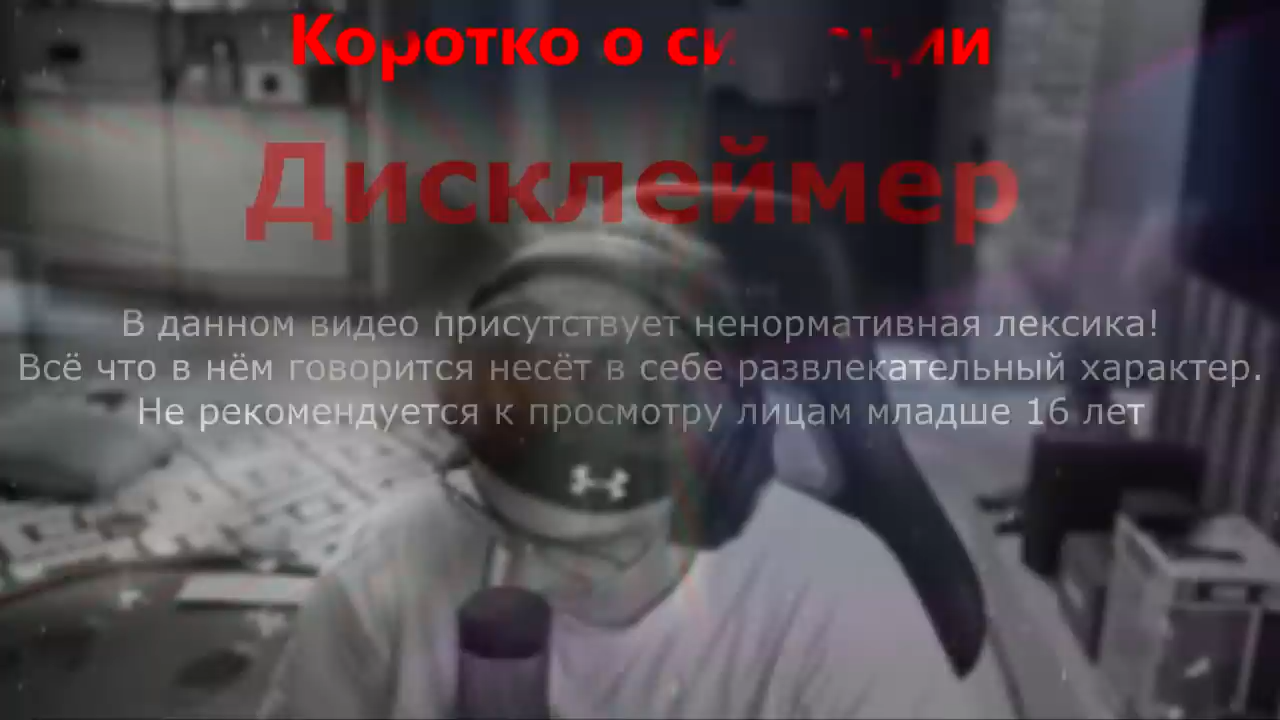 Коротко о
Дисклеймер
В данном видео присутствует ненормативная лексика!
Всё что в нём говорится несёт в себе развлекательный характер.
Не рекомендуется к просмотру лицам младше 16 лет